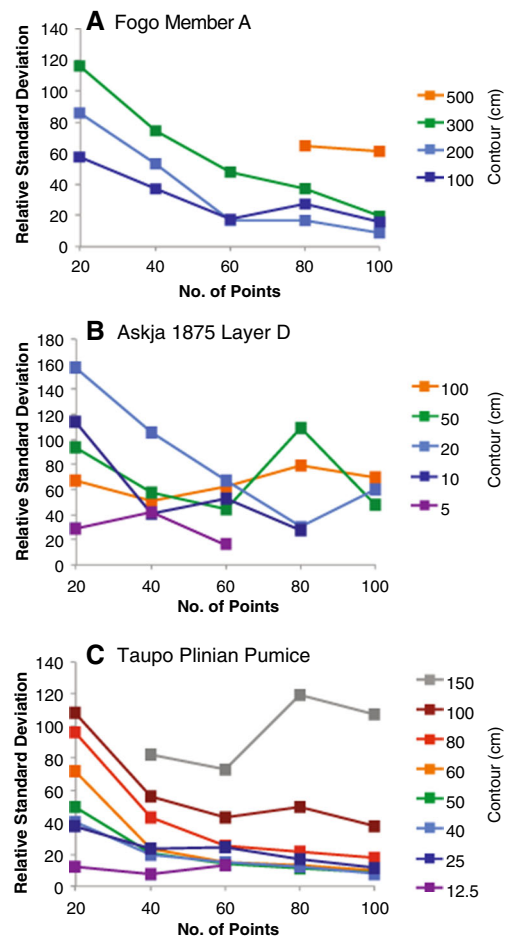 A Fogo Member A
Relative Standard Deviation
140
120
100
80
60
40
20
0
20 40 60 80 100
No. of Points
500
300
200
100
Contour (cm)
B Askja 1875 Layer D
Relative Standard Deviation
180
160
140
120
100
80
60
40
20
0
20 40 60 80 100
No. of Points
100
50
20
10
5
Contour (cm)
C Taupo Plinian Pumice
Relative Standard Deviation
140
120
100
80
60
40
20
0
20 40 60 80 100
No. of Points
150
100
80
60
50
40
25
12.5
Contour (cm)